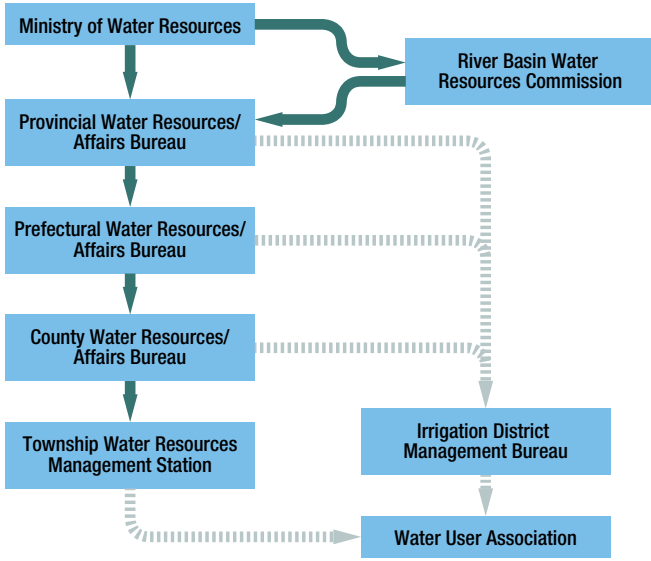 Ministry of Water Resources
River Basin Water
Resources Commission
Provincial Water Resources/
Affairs Bureau
Prefectural Water Resources/
Affairs Bureau
County Water Resources/
Affairs Bureau
Township Water Resources
Management Station
Irrigation District
Management Bureau
Water User Association